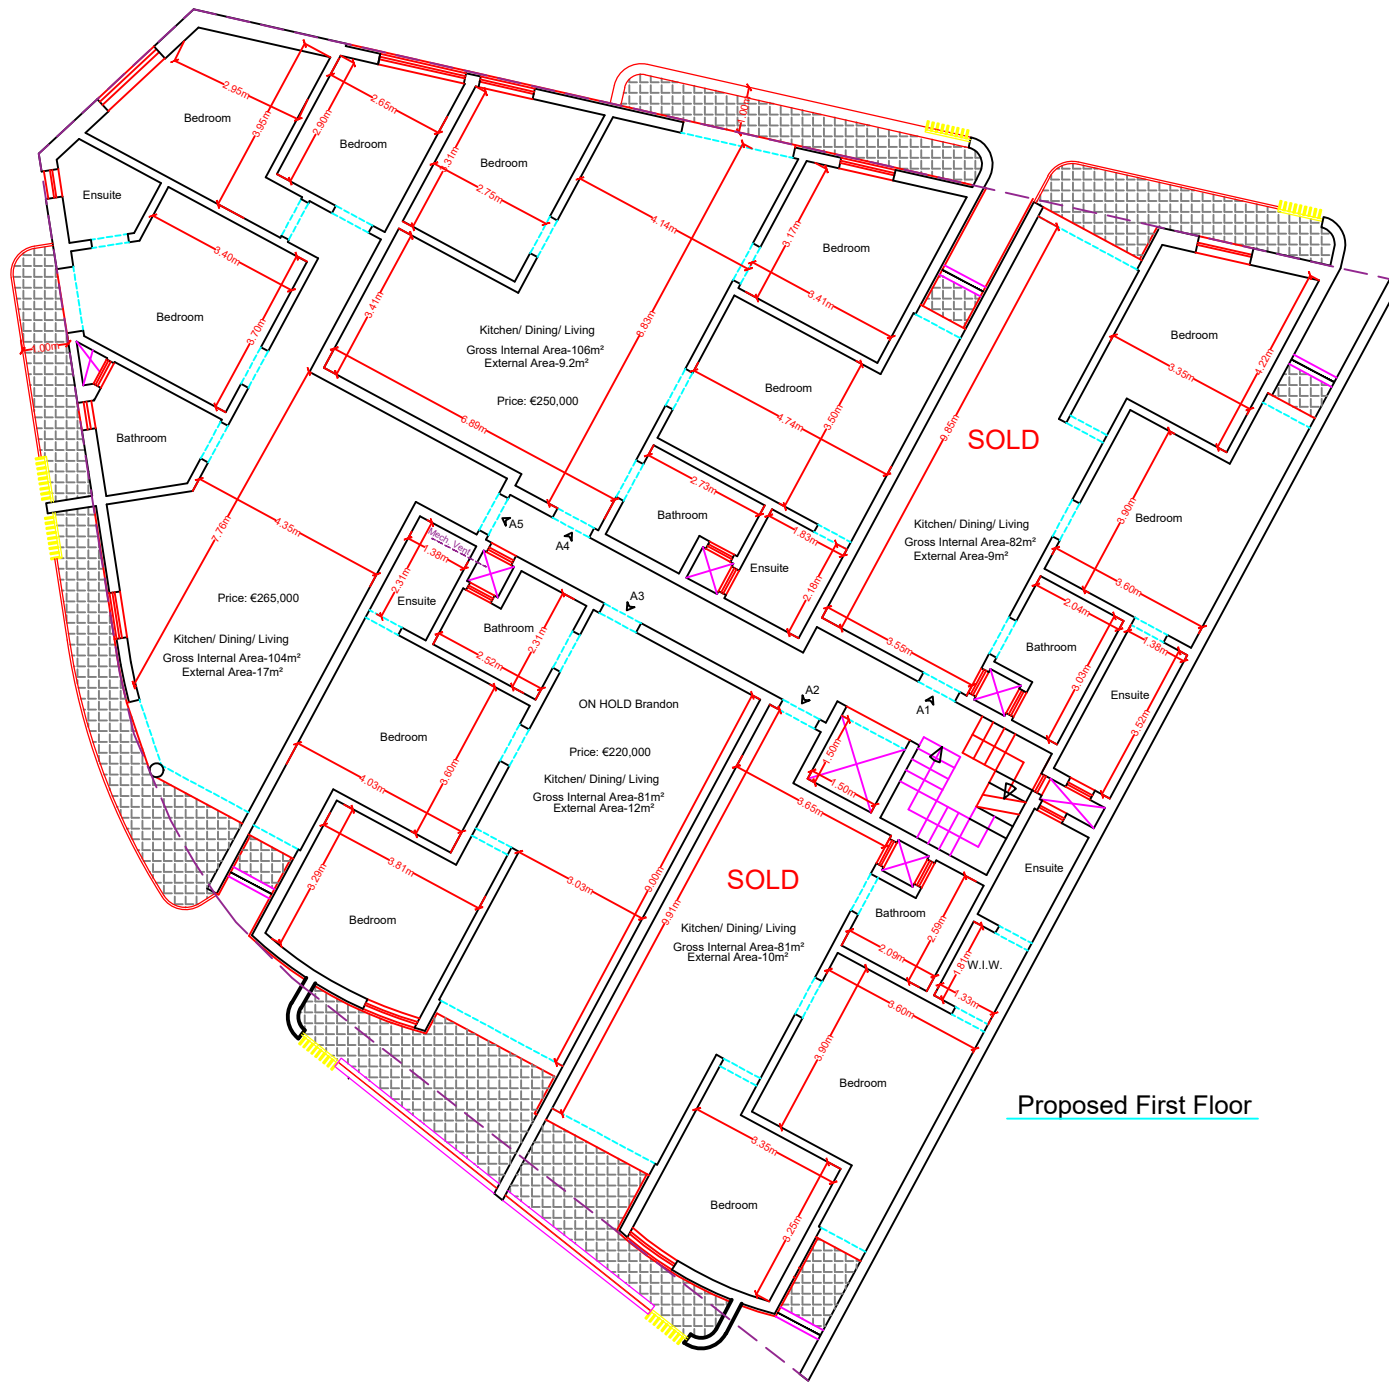 2.95m
3.95m
Bedroom
2.65m
2.90m
Bedroom
3.31m
2.75m
Bedroom
1.00m
Ensuite
3.40m
Bedroom
3.70m
1.00m
Bathroom
3.41m
4.14m
8.83m
Kitchen/ Dining/ Living
Gross Internal Area-106m²
External Area-9.2m²
Price: €250,000
6.89m
3.17m
Bedroom
3.41m
Bedroom
4.74m
3.50m
2.73m
Bathroom
1.83m
Ensuite
2.18m
9.85m
SOLD
Kitchen/ Dining/ Living
Gross Internal Area-82m²
External Area-9m²
3.55m
Bedroom
3.35m
4.22m
3.90m
Bedroom
3.60m
2.04m
Bathroom
3.03m
1.38m
Ensuite
3.52m
7.76m
4.35m
Price: €265,000
Kitchen/ Dining/ Living
Gross Internal Area-104m²
External Area-17m²
A5
A4
A3
A2
A1
Mech. Vent
1.38m
2.31m
Ensuite
Bathroom
2.31m
2.52m
Bedroom
4.03m
3.60m
3.29m
3.81m
Bedroom
ON HOLD Brandon
Price: €220,000
Kitchen/ Dining/ Living
Gross Internal Area-81m²
External Area-12m²
3.03m
9.00m
1.50m
1.50m
3.65m
9.91m
SOLD
Kitchen/ Dining/ Living
Gross Internal Area-81m²
External Area-10m²
Bathroom
2.09m
2.59m
Ensuite
1.81m
W.I.W.
1.33m
3.60m
3.90m
Bedroom
3.35m
Bedroom
3.25m
Proposed First Floor